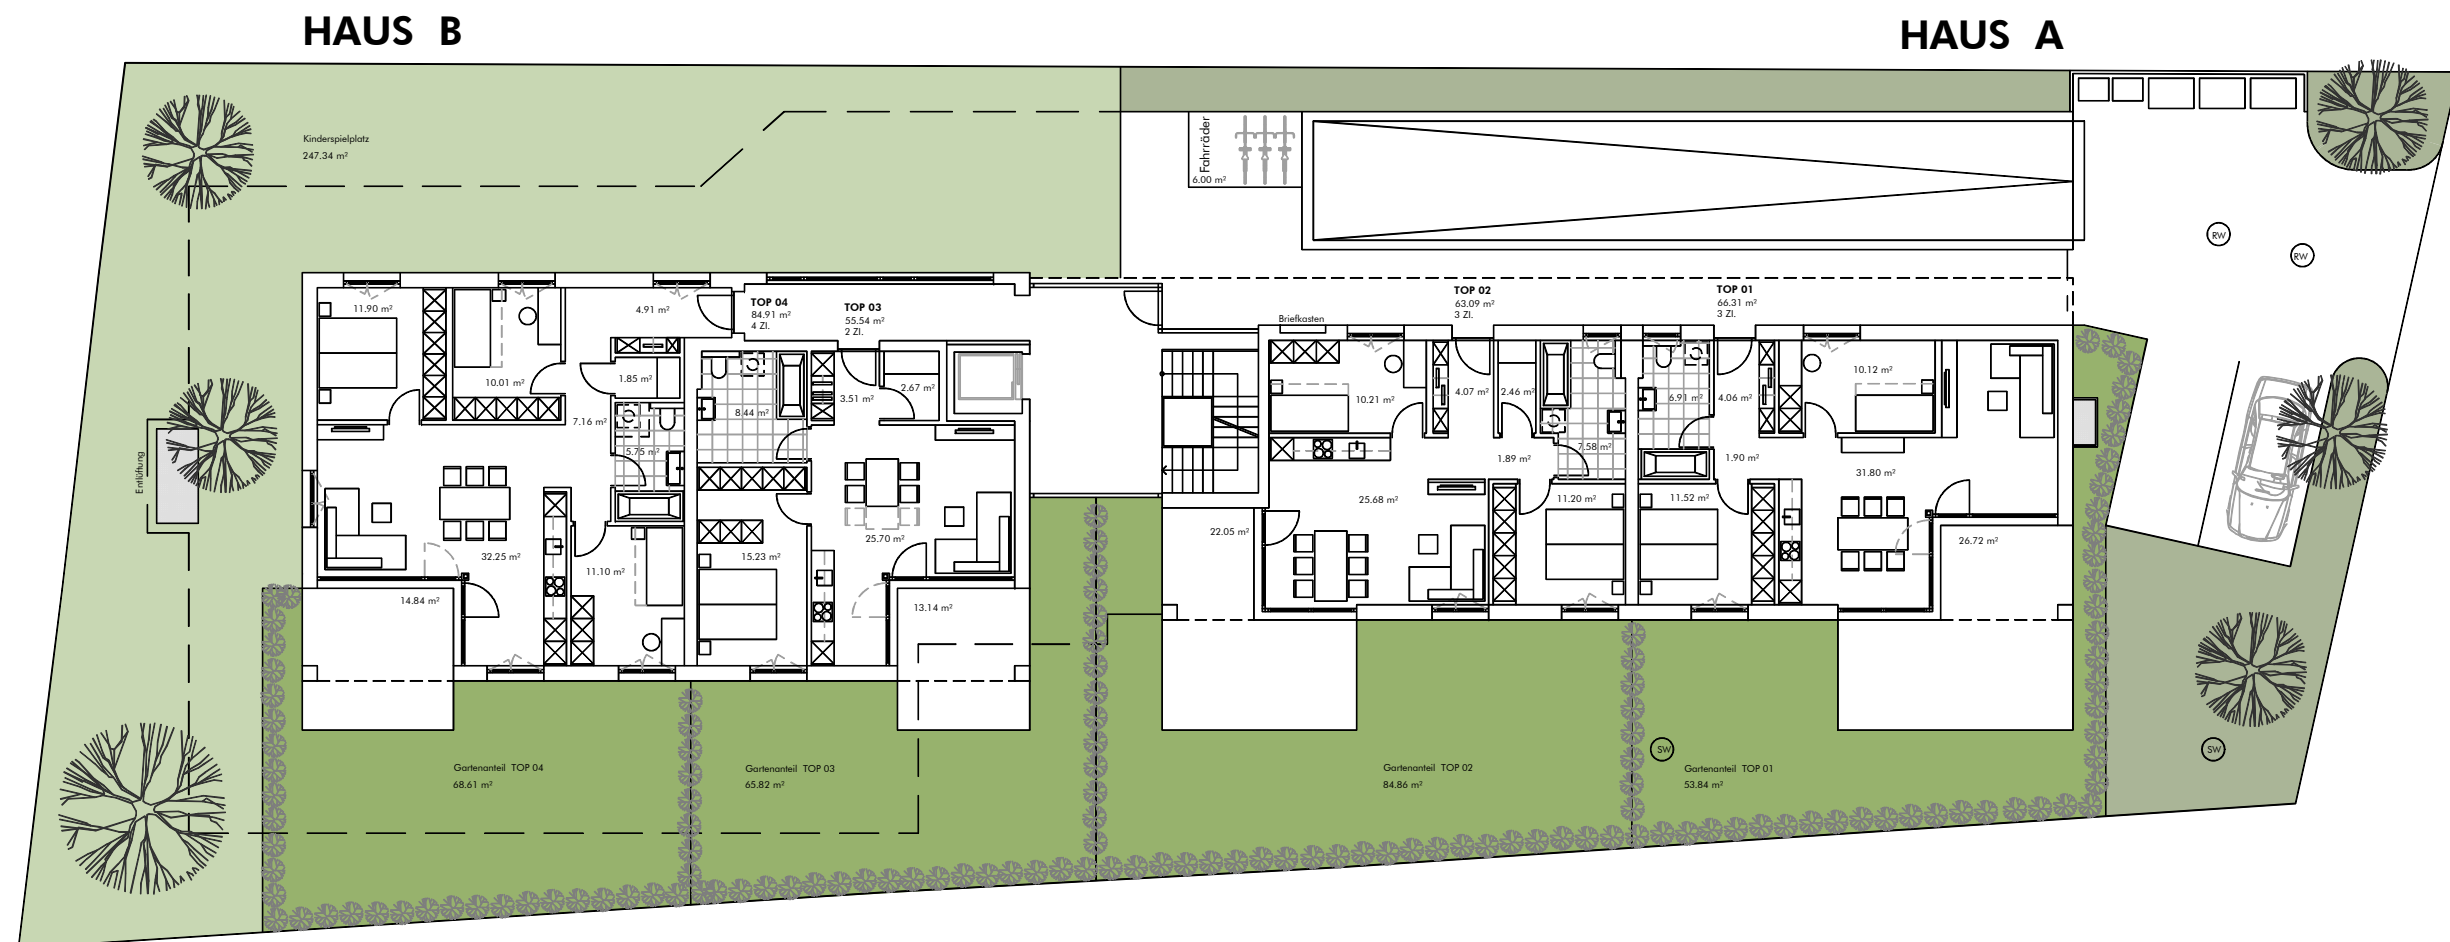 HAUS B
HAUS A
Kinderspielplatz
247.34 m²
Fahrräder
6.00 m²
RW
RW
TOP 04
84.91 m²
4 ZI.
TOP 03
55.54 m²
2 ZI.
TOP 02
63.09 m²
3 ZI.
TOP 01
66.31 m²
3 ZI.
Briefkasten
11.90 m²
4.91 m²
10.01 m²
1.85 m²
7.16 m²
5.75 m²
8.44 m²
3.51 m²
2.67 m²
10.21 m²
4.07 m²
2.46 m²
7.58 m²
6.91 m²
4.06 m²
10.12 m²
1.89 m²
1.90 m²
31.80 m²
Entlüftung
32.25 m²
11.10 m²
15.23 m²
25.70 m²
22.05 m²
25.68 m²
11.20 m²
11.52 m²
26.72 m²
14.84 m²
13.14 m²
SW
SW
Gartenanteil TOP 04
68.61 m²
Gartenanteil TOP 03
65.82 m²
Gartenanteil TOP 02
84.86 m²
Gartenanteil TOP 01
53.84 m²